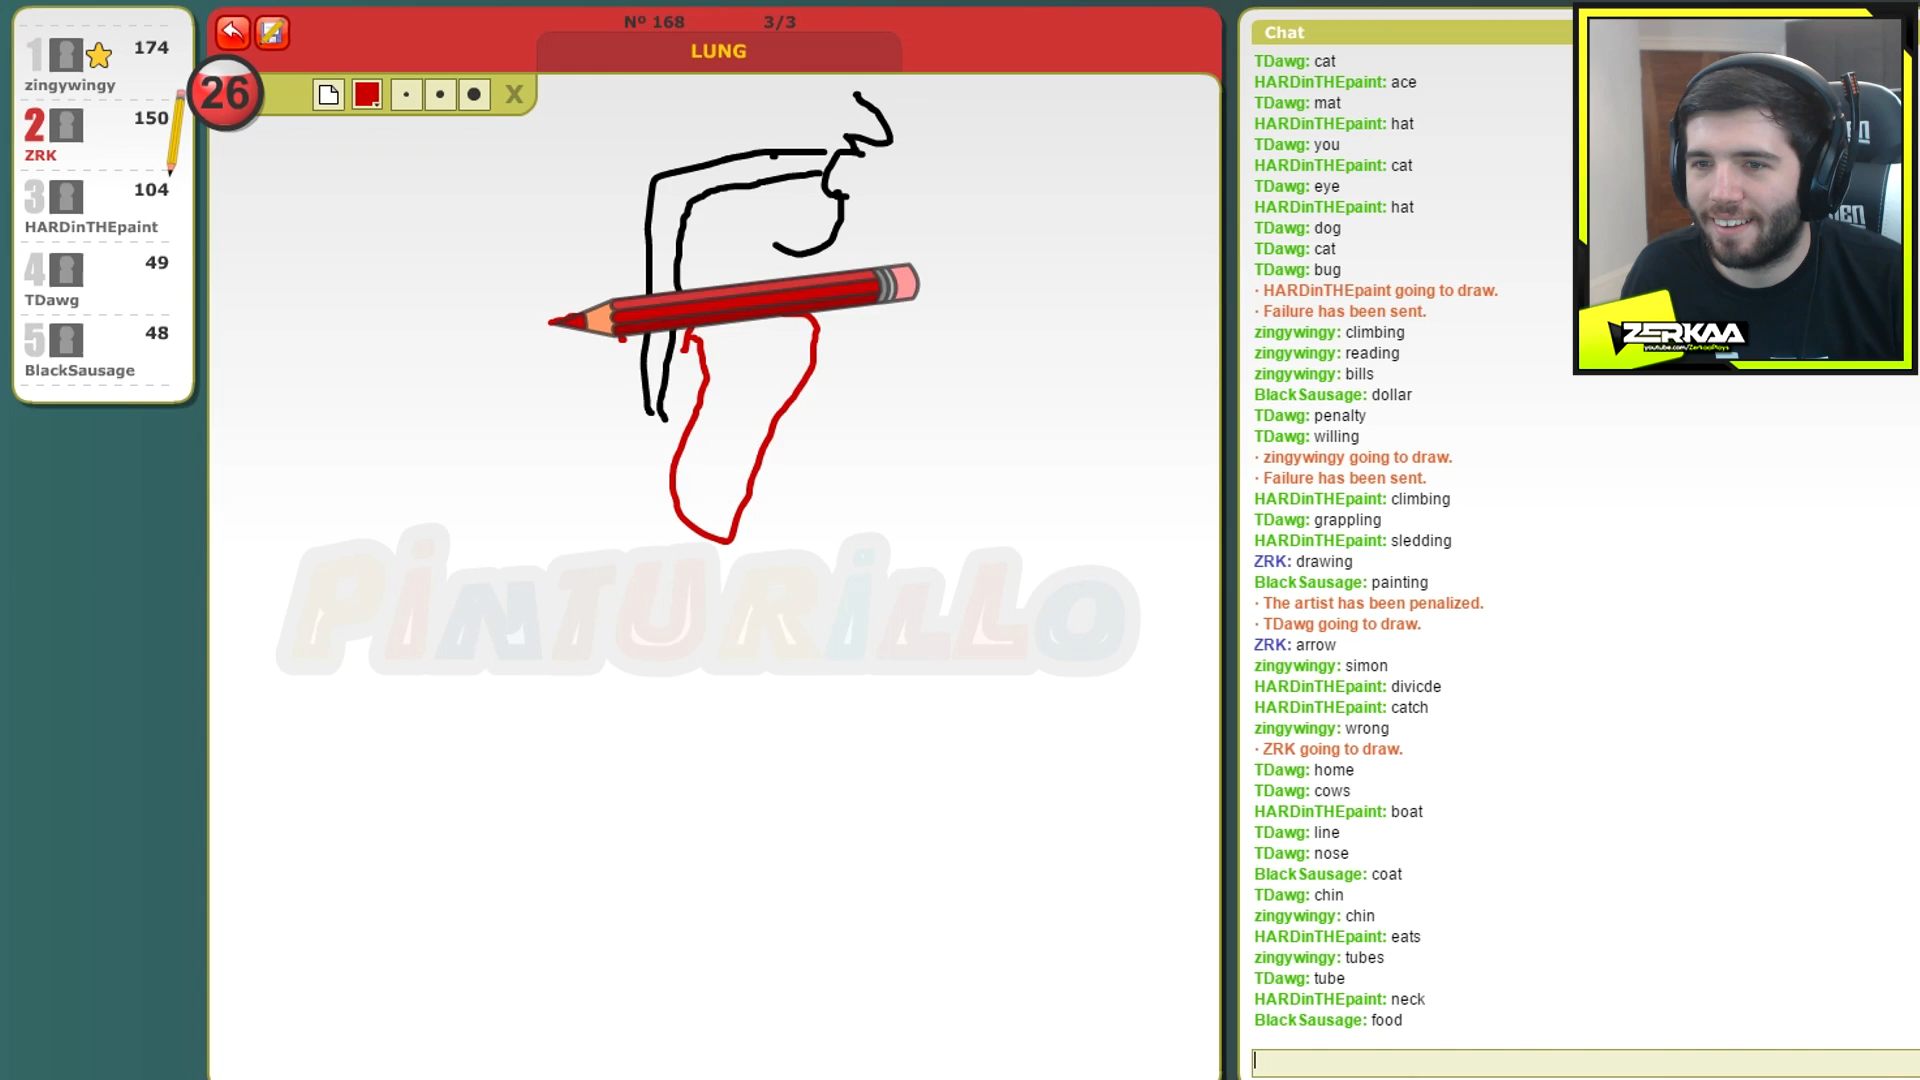 1
174
zingywingy
2
150
ZRK
3
104
HARDinTHEpaint
4
49
TDawg
5
48
BlackSausage
Nº 168 3/3
LUNG
26
X
PiNTURiLLO
Chat
TDawg: cat
HARDinTHEpaint: ace
TDawg: mat
HARDinTHEpaint: hat
TDawg: you
HARDinTHEpaint: cat
TDawg: eye
HARDinTHEpaint: hat
TDawg: dog
TDawg: cat
TDawg: bug
· HARDinTHEpaint going to draw.
· Failure has been sent.
zingywingy: climbing
zingywingy: reading
zingywingy: bills
BlackSausage: dollar
TDawg: penalty
TDawg: willing
· zingywingy going to draw.
· Failure has been sent.
HARDinTHEpaint: climbing
TDawg: grappling
HARDinTHEpaint: sledding
ZRK: drawing
BlackSausage: painting
· The artist has been penalized.
· TDawg going to draw.
ZRK: arrow
zingywingy: simon
HARDinTHEpaint: divicde
HARDinTHEpaint: catch
zingywingy: wrong
· ZRK going to draw.
TDawg: home
TDawg: cows
HARDinTHEpaint: boat
TDawg: line
TDawg: nose
BlackSausage: coat
TDawg: chin
zingywingy: chin
HARDinTHEpaint: eats
zingywingy: tubes
TDawg: tube
HARDinTHEpaint: neck
BlackSausage: food
ZERKAA
youtube.com/ZerkaaPlays